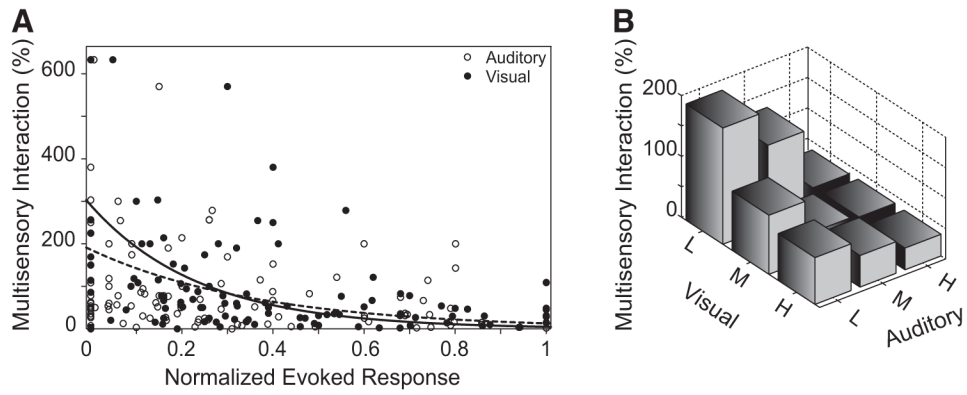 A
Multisensory Interaction (%)
600
400
200
0
0
0.2
0.4
0.6
0.8
1
Normalized Evoked Response
Auditory
Visual
B
Multisensory Interaction (%)
200
100
0
L
M
H
Visual
L
M
H
Auditory